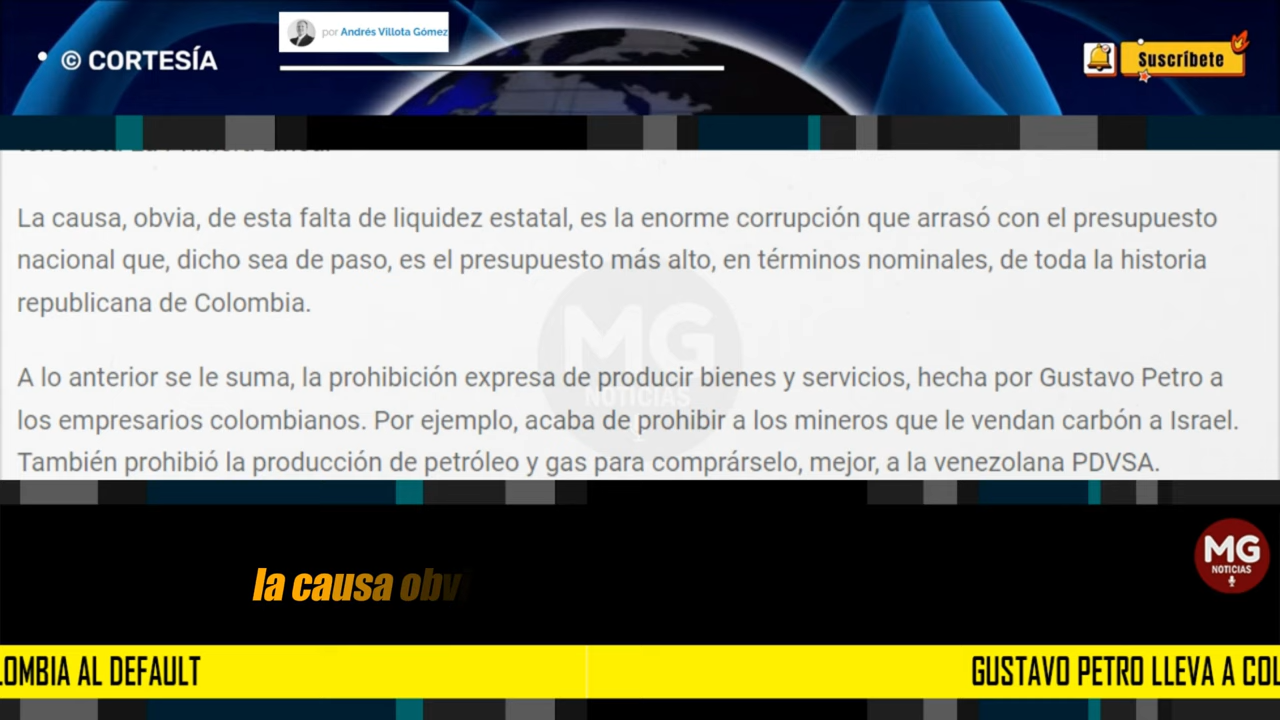 © CORTESÍA
por Andrés Villota Gómez
Suscríbete
La causa, obvia, de esta falta de liquidez estatal, es la enorme corrupción que arrasó con el presupuesto
nacional que, dicho sea de paso, es el presupuesto más alto, en términos nominales, de toda la historia
republicana de Colombia.
A lo anterior se le suma, la prohibición expresa de producir bienes y servicios, hecha por Gustavo Petro a
los empresarios colombianos. Por ejemplo, acaba de prohibir a los mineros que le vendan carbón a Israel.
También prohibió la producción de petróleo y gas para comprárselo, mejor, a la venezolana PDVSA.
MG
NOTICIAS
la causa obvi
MG
NOTICIAS
LOMBIA AL DEFAULT
GUSTAVO PETRO LLEVA A COL